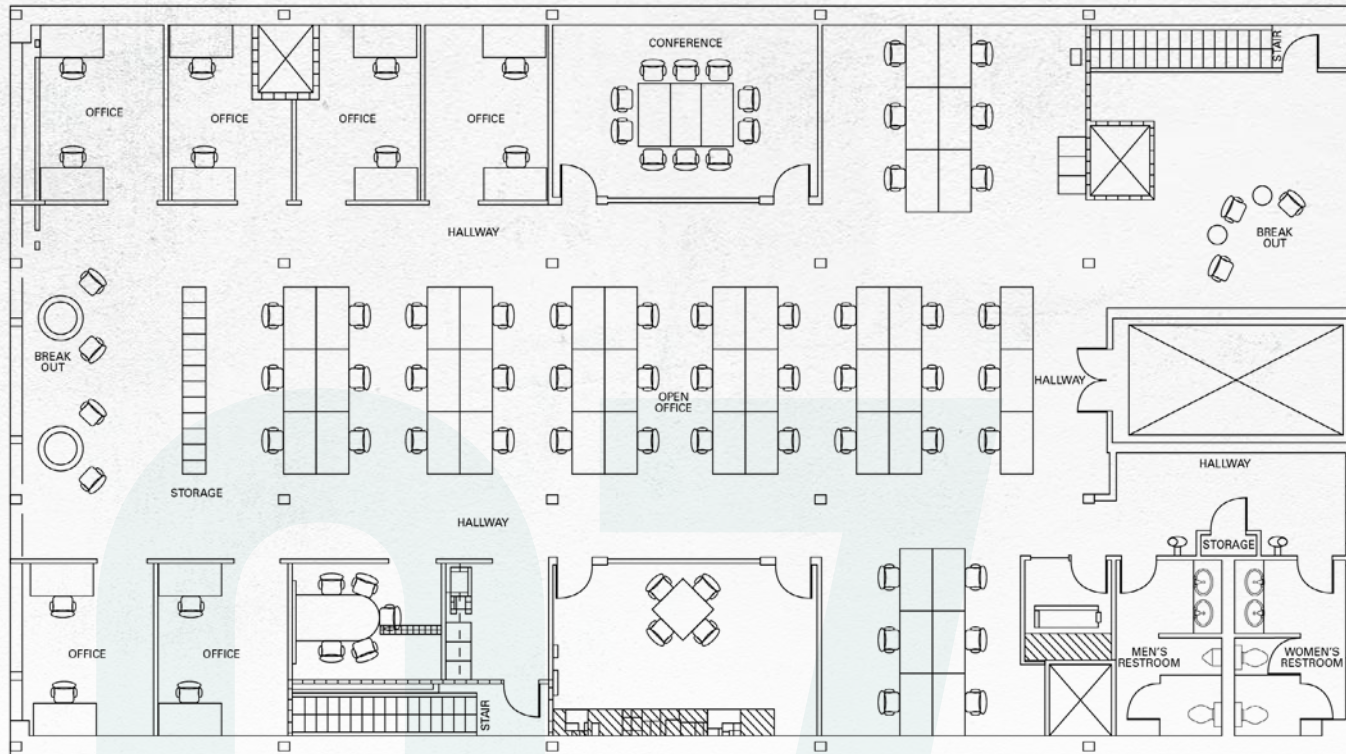 CONFERENCE
STAIR
OFFICE
OFFICE
OFFICE
OFFICE
HALLWAY
BREAK
OUT
BREAK
OUT
HALLWAY
OPEN
OFFICE
STORAGE
HALLWAY
HALLWAY
STORAGE
OFFICE
OFFICE
MEN'S
RESTROOM
WOMEN'S
RESTROOM
STAIR
07